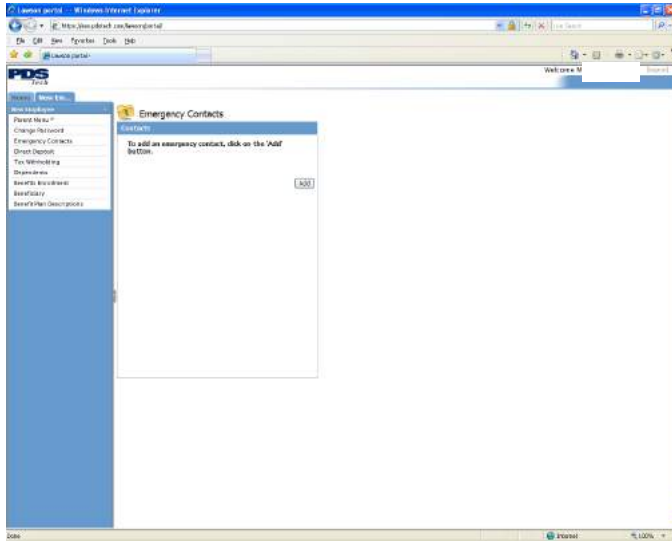 Lawson portal - Windows Internet Explorer
File Edit View Favorites Tools Help
Lawson portal
PDS
Tech
Welcome M
Home New Em...
New Employee
Parent Menu ^
Change Password
Emergency Contacts
Direct Deposit
Tax Withholding
Dependents
Benefits Enrollment
Beneficiary
Benefit Plan Descriptions
Emergency Contacts
Contacts
To add an emergency contact, click on the 'Add'
button.
Add
Done
Internet
100%